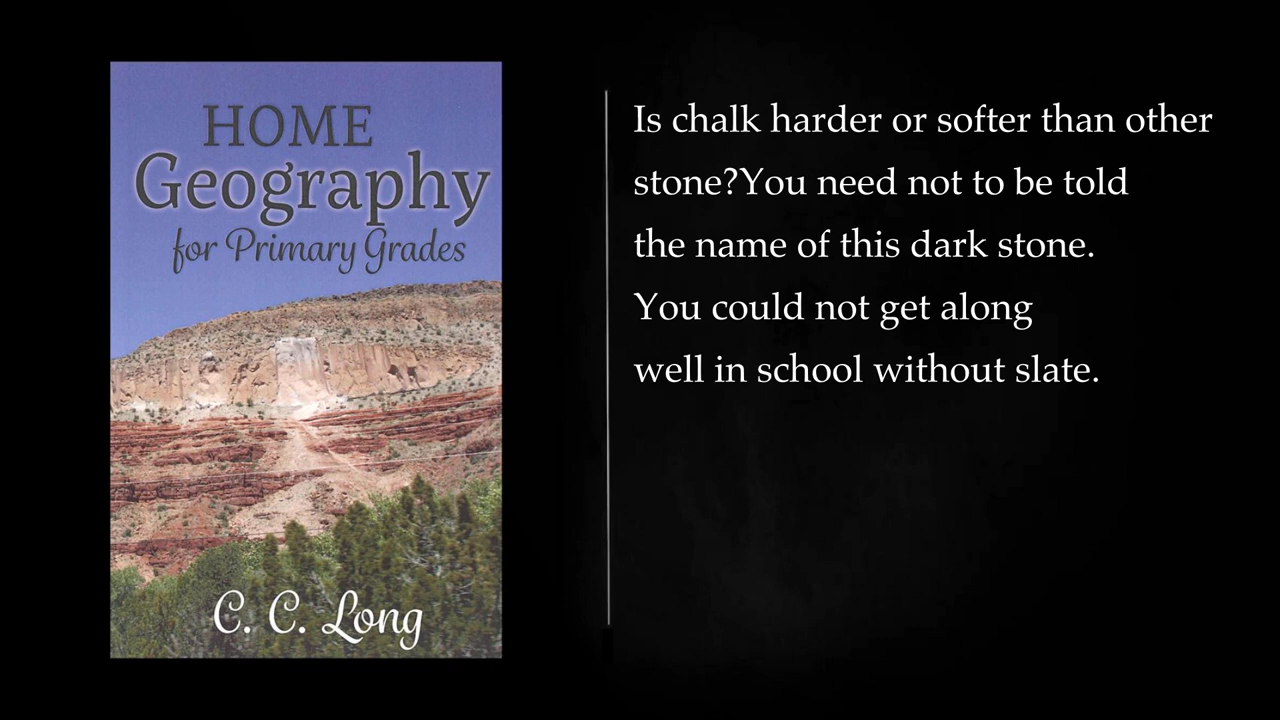 HOME
Geography
for Primary Grades
C. C. Long
Is chalk harder or softer than other
stone?You need not to be told
the name of this dark stone.
You could not get along
well in school without slate.